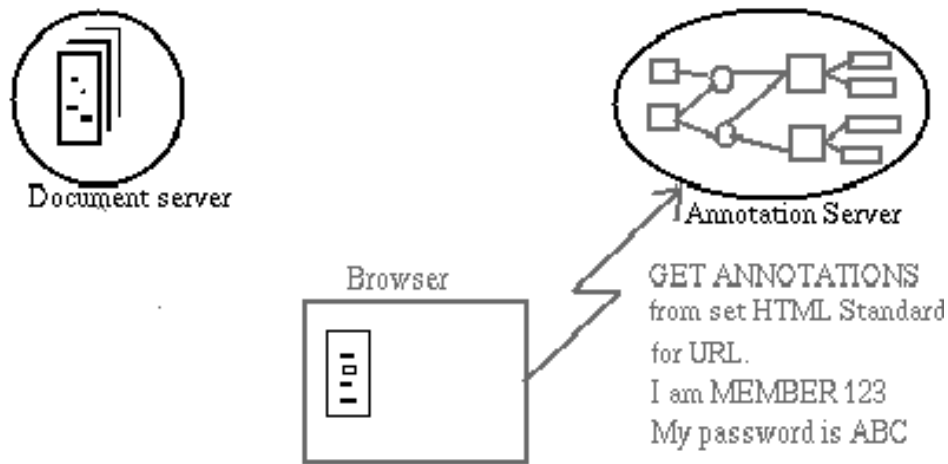 Document server
Annotation Server
Browser
GET ANNOTATIONS
from set HTML Standard
for URL.
I am MEMBER 123
My password is ABC